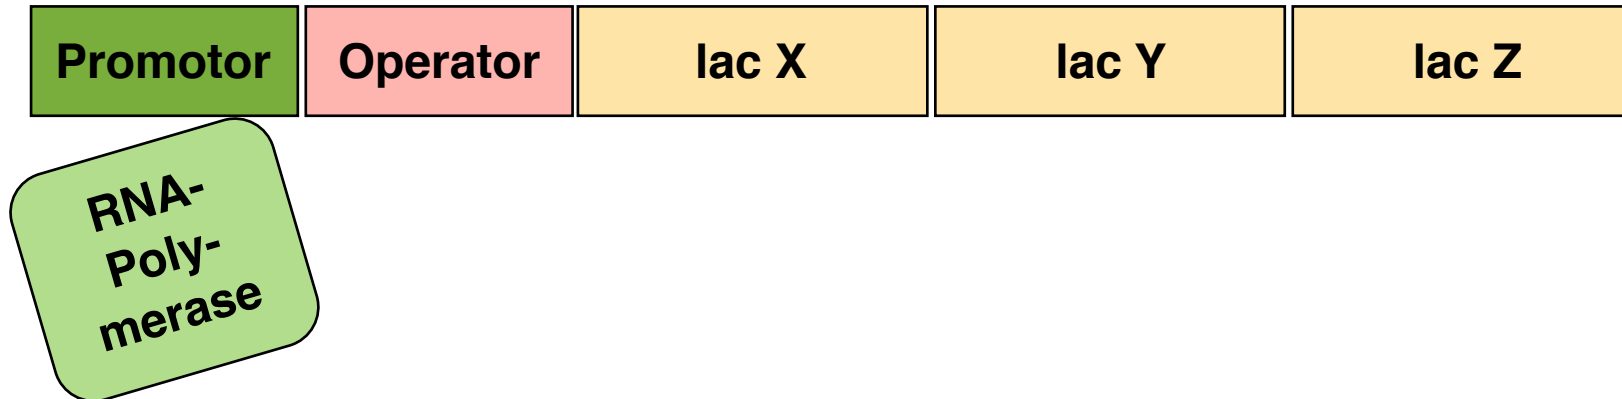 Promotor Operator lac X lac Y lac Z
RNA-
Poly-
merase